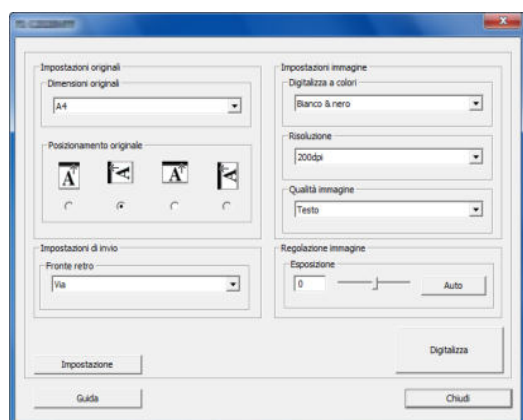 Impostazioni originali
Dimensioni originali
A4
Posizionamento originale
A
A
A
A
Impostazioni di invio
Fronte retro
Via
Impostazioni immagine
Digitalizza a colori
Bianco & nero
Risoluzione
200dpi
Qualità immagine
Testo
Regolazione immagine
Esposizione
0
Auto
Digitalizza
Impostazione
Guida
Chiudi